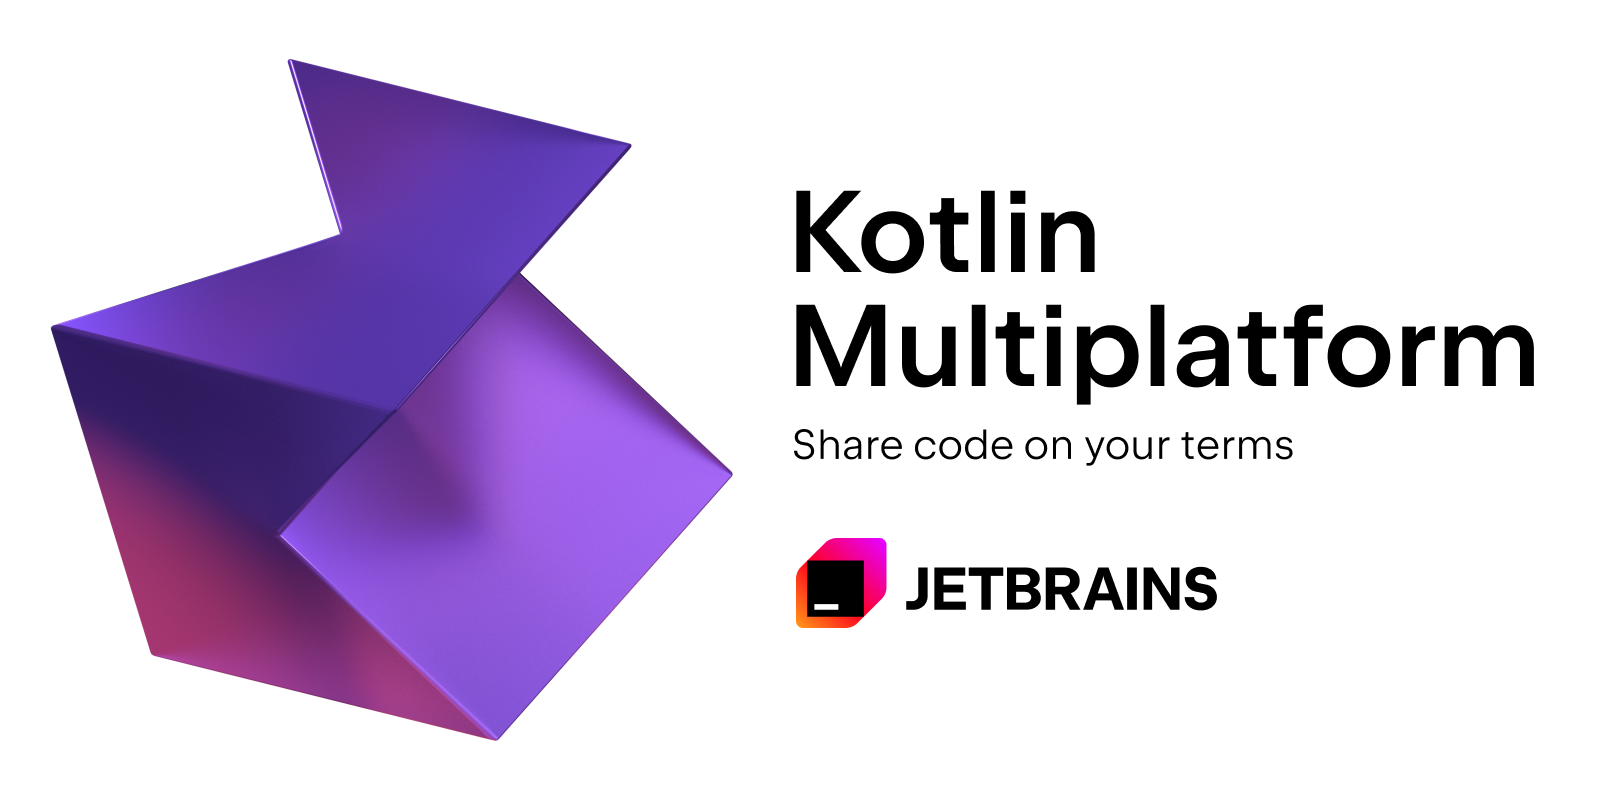 Kotlin
Multiplatform
Share code on your terms
JETBRAINS